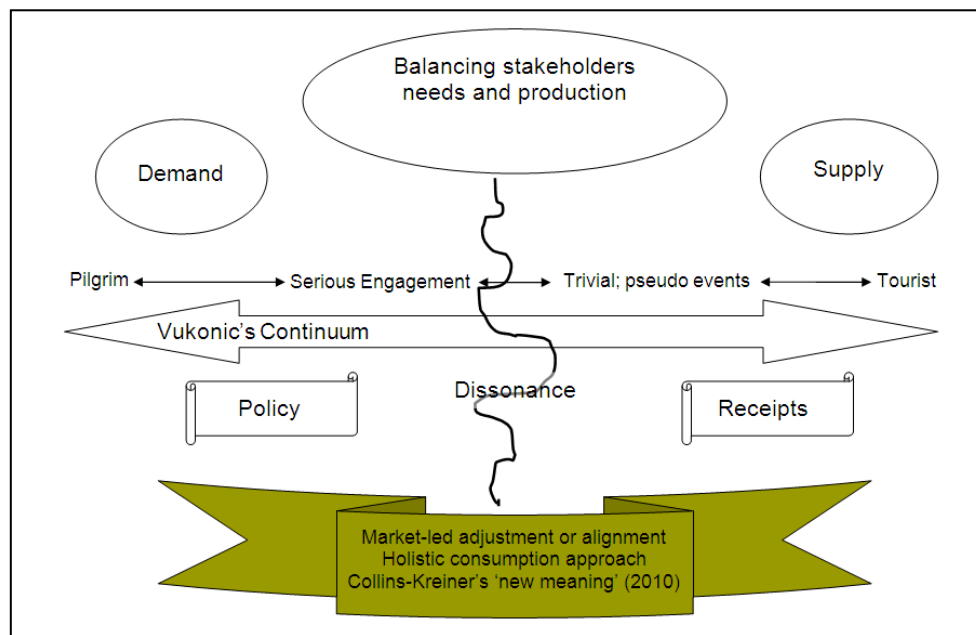 Balancing stakeholders
needs and production
Demand
Supply
Pilgrim
Serious Engagement
Trivial; pseudo events
Tourist
Vukonic's Continuum
Dissonance
Policy
Receipts
Market-led adjustment or alignment
Holistic consumption approach
Collins-Kreiner's 'new meaning' (2010)